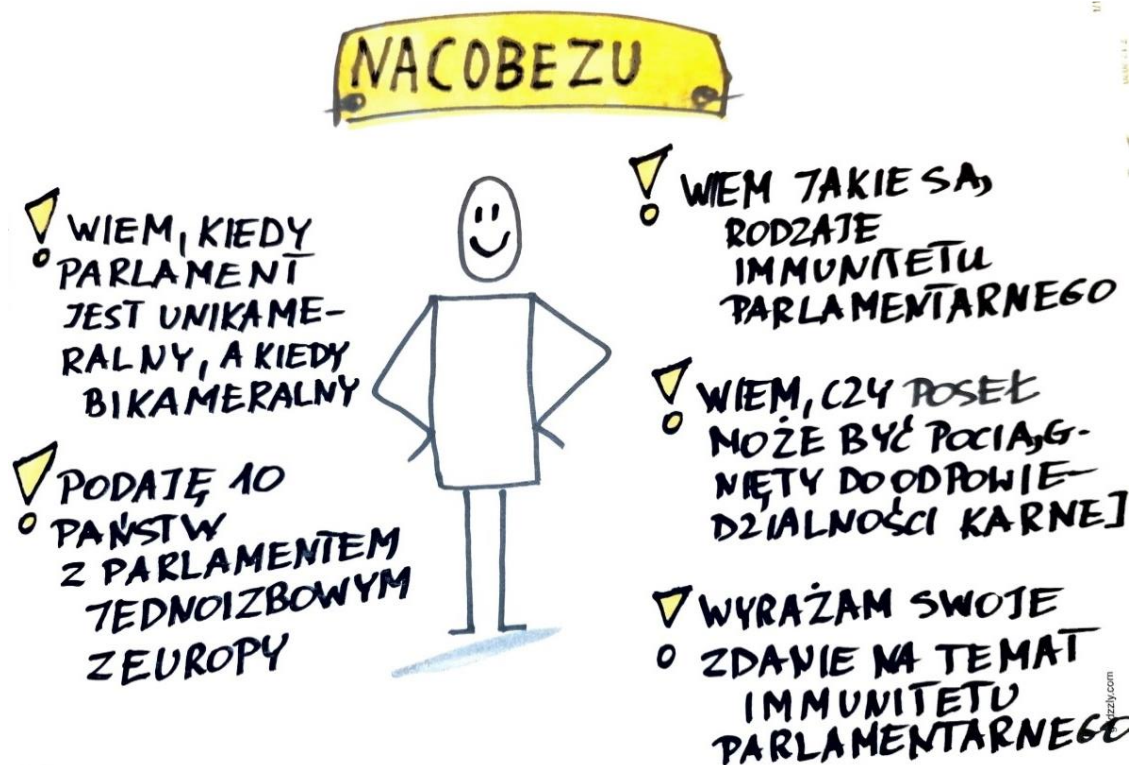 NACOBEZU
WIEM, KIEDY
PARLAMENT
JEST UNIKAME-
RALNY, A KIEDY
BIKAMERALNY
PODAJĘ 10
PAŃSTW
Z PARLAMENTEM
JEDNOIZBOWYM
Z EUROPY
WIEM JAKIE SĄ
RODZAJE
IMMUNITETU
PARLAMENTARNEGO
WIEM, CZY POSEŁ
MOŻE BYĆ POCIĄG-
NIĘTY DO ODPOWIE-
DZIALNOŚCI KARNEJ
WYRAŻAM SWOJE
ZDANIE NA TEMAT
IMMUNITETU
PARLAMENTARNEGO